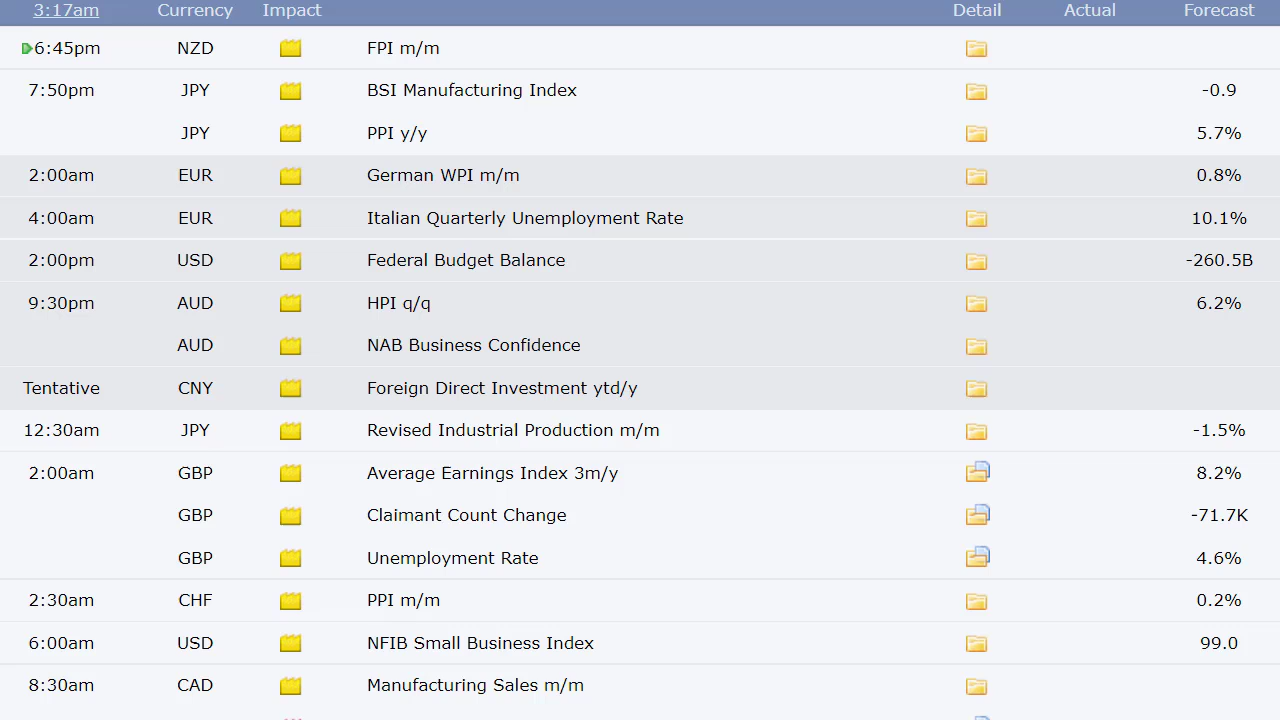 3:17am Currency Impact Detail Actual Forecast
6:45pm NZD FPI m/m
7:50pm JPY BSI Manufacturing Index -0.9
JPY PPI y/y 5.7%
2:00am EUR German WPI m/m 0.8%
4:00am EUR Italian Quarterly Unemployment Rate 10.1%
2:00pm USD Federal Budget Balance -260.5B
9:30pm AUD HPI q/q 6.2%
AUD NAB Business Confidence
Tentative CNY Foreign Direct Investment ytd/y
12:30am JPY Revised Industrial Production m/m -1.5%
2:00am GBP Average Earnings Index 3m/y 8.2%
GBP Claimant Count Change -71.7K
GBP Unemployment Rate 4.6%
2:30am CHF PPI m/m 0.2%
6:00am USD NFIB Small Business Index 99.0
8:30am CAD Manufacturing Sales m/m